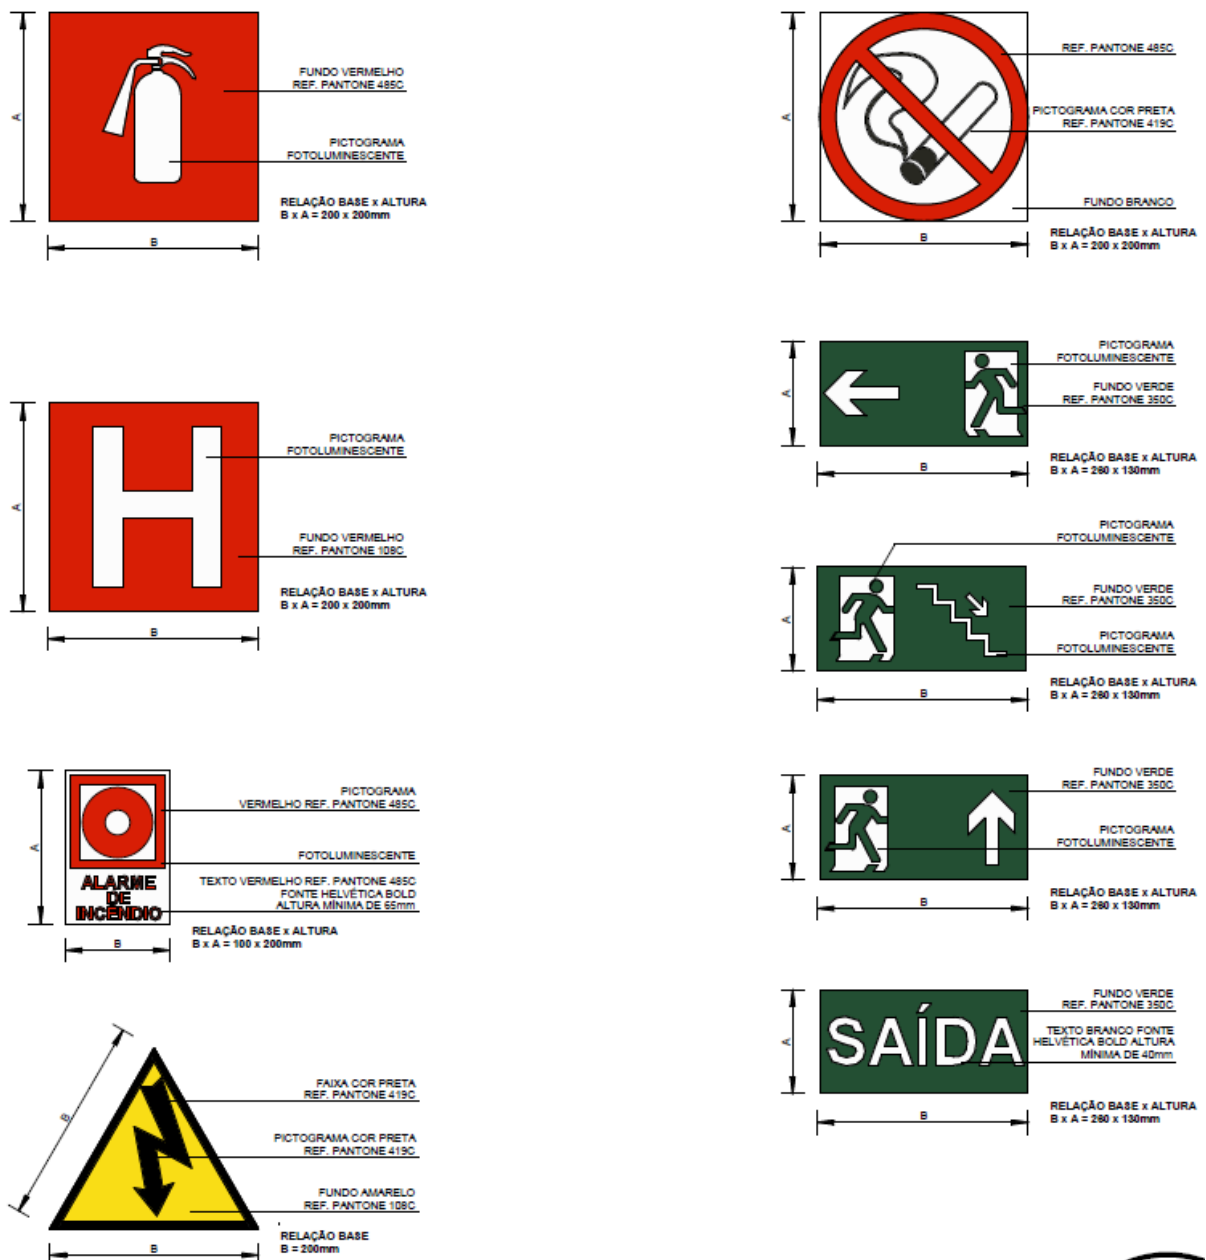 A
FUNDO VERMELHO
REF. PANTONE 485C
PICTOGRAMA
FOTOLUMINESCENTE
RELAÇÃO BASE x ALTURA
B x A = 200 x 200mm
B
A
H
PICTOGRAMA
FOTOLUMINESCENTE
FUNDO VERMELHO
REF. PANTONE 108C
RELAÇÃO BASE x ALTURA
B x A = 200 x 200mm
B
A
PICTOGRAMA
VERMELHO REF. PANTONE 485C
FOTOLUMINESCENTE
ALARME
DE
INCÊNDIO
TEXTO VERMELHO REF. PANTONE 485C
FONTE HELVÉTICA BOLD
ALTURA MÍNIMA DE 55mm
RELAÇÃO BASE x ALTURA
B x A = 100 x 200mm
B
B
FAIXA COR PRETA
REF. PANTONE 419C
PICTOGRAMA COR PRETA
REF. PANTONE 419C
FUNDO AMARELO
REF. PANTONE 108C
RELAÇÃO BASE
B = 200mm
B
A
REF. PANTONE 485C
PICTOGRAMA COR PRETA
REF. PANTONE 419C
FUNDO BRANCO
RELAÇÃO BASE x ALTURA
B x A = 200 x 200mm
B
A
PICTOGRAMA
FOTOLUMINESCENTE
FUNDO VERDE
REF. PANTONE 350C
RELAÇÃO BASE x ALTURA
B x A = 260 x 130mm
B
A
PICTOGRAMA
FOTOLUMINESCENTE
FUNDO VERDE
REF. PANTONE 350C
PICTOGRAMA
FOTOLUMINESCENTE
RELAÇÃO BASE x ALTURA
B x A = 260 x 130mm
B
A
FUNDO VERDE
REF. PANTONE 350C
PICTOGRAMA
FOTOLUMINESCENTE
RELAÇÃO BASE x ALTURA
B x A = 260 x 130mm
B
A
SAÍDA
FUNDO VERDE
REF. PANTONE 350C
TEXTO BRANCO FONTE
HELVÉTICA BOLD ALTURA
MÍNIMA DE 40mm
RELAÇÃO BASE x ALTURA
B x A = 260 x 130mm
B